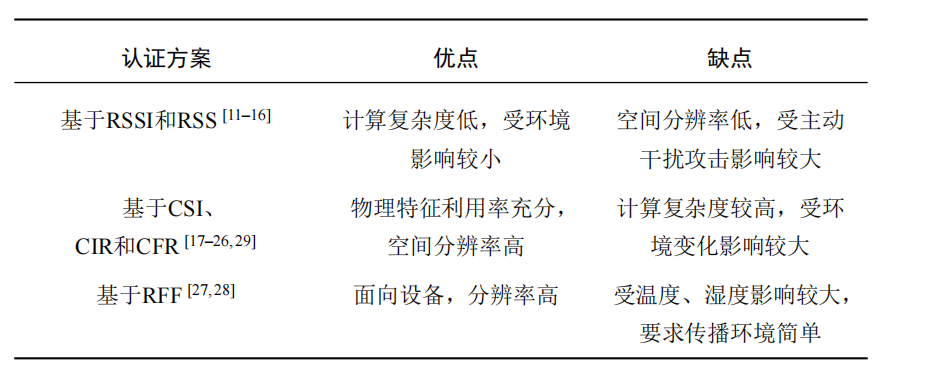 认证方案 优点 缺点
基于RSSI和RSS [11–16] 计算复杂度低，受环境 空间分辨率低，受主动
影响较小 干扰攻击影响较大
基于CSI、 物理特征利用率充分， 计算复杂度较高，受环
CIR和CFR [17–26,29] 空间分辨率高 境变化影响较大
基于RFF [27,28] 面向设备，分辨率高 受温度、湿度影响较大，
要求传播环境简单